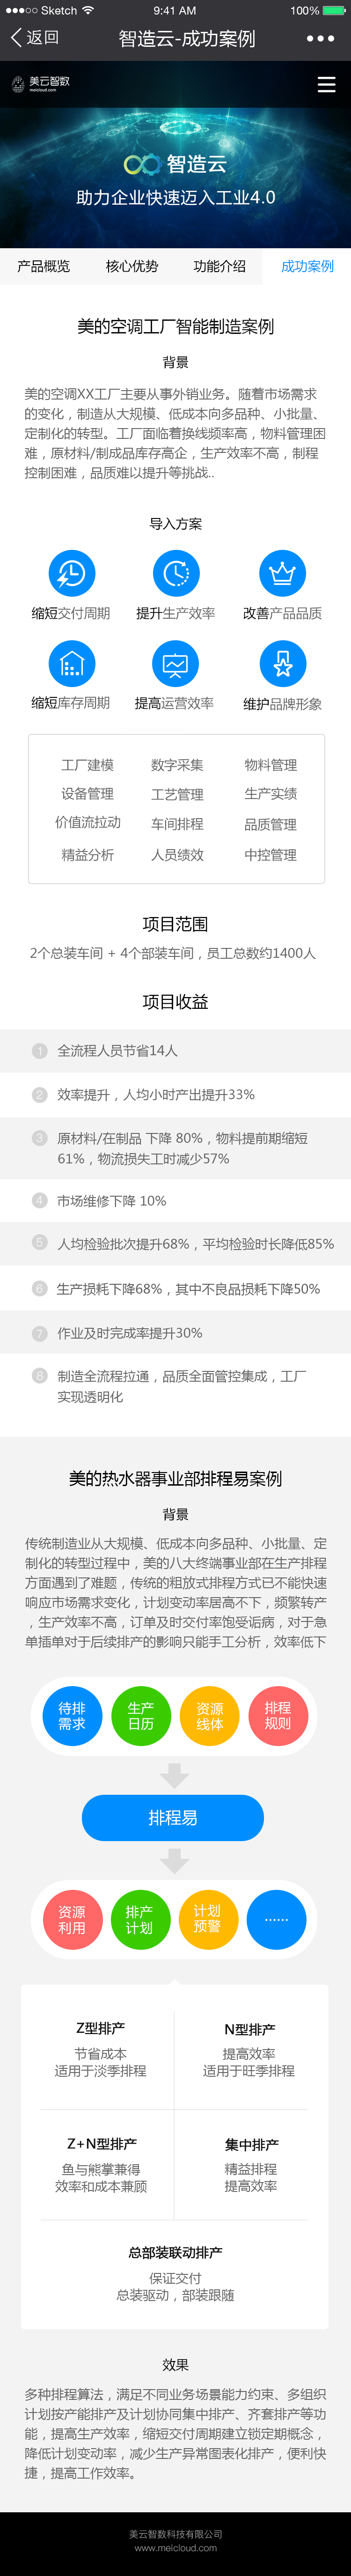 Sketch 9:41 AM 100%
返回 智造云-成功案例
美云智数
meicloud.com
智造云
助力企业快速迈入工业4.0
产品概览 核心优势 功能介绍 成功案例
美的空调工厂智能制造案例
背景
美的空调XX工厂主要从事外销业务。随着市场需求
的变化，制造从大规模、低成本向多品种、小批量、
定制化的转型。工厂面临着换线频率高，物料管理困
难，原材料/制成品库存高企，生产效率不高，制程
控制困难，品质难以提升等挑战..
导入方案
缩短交付周期 提升生产效率 改善产品品质
缩短库存周期 提高运营效率 维护品牌形象
工厂建模 数字采集 物料管理
设备管理 工艺管理 生产实绩
价值流拉动 车间排程 品质管理
精益分析 人员绩效 中控管理
项目范围
2个总装车间 + 4个部装车间，员工总数约1400人
项目收益
1 全流程人员节省14人
2 效率提升，人均小时产出提升33%
3 原材料/在制品 下降 80%，物料提前期缩短
61%，物流损失工时减少57%
4 市场维修下降 10%
5 人均检验批次提升68%，平均检验时长降低85%
6 生产损耗下降68%，其中不良品损耗下降50%
7 作业及时完成率提升30%
8 制造全流程拉通，品质全面管控集成，工厂
实现透明化
美的热水器事业部排程易案例
背景
传统制造业从大规模、低成本向多品种、小批量、定
制化的转型过程中，美的八大终端事业部在生产排程
方面遇到了难题，传统的粗放式排程方式已不能快速
响应市场需求变化，计划变动率居高不下，频繁转产
，生产效率不高，订单及时交付率饱受诟病，对于急
单插单对于后续排产的影响只能手工分析，效率低下
待排 生产 资源 排程
需求 日历 线体 规则
排程易
资源 排产 计划 ······
利用 计划 预警
Z型排产 N型排产
节省成本 提高效率
适用于淡季排程 适用于旺季排程
Z+N型排产 集中排产
鱼与熊掌兼得 精益排程
效率和成本兼顾 提高效率
总部装联动排产
保证交付
总装驱动，部装跟随
效果
多种排程算法，满足不同业务场景能力约束、多组织
计划按产能排产及计划协同集中排产、齐套排产等功
能，提高生产效率，缩短交付周期建立锁定期概念，
降低计划变动率，减少生产异常图表化排产，便利快
捷，提高工作效率。
美云智数科技有限公司
www.meicloud.com